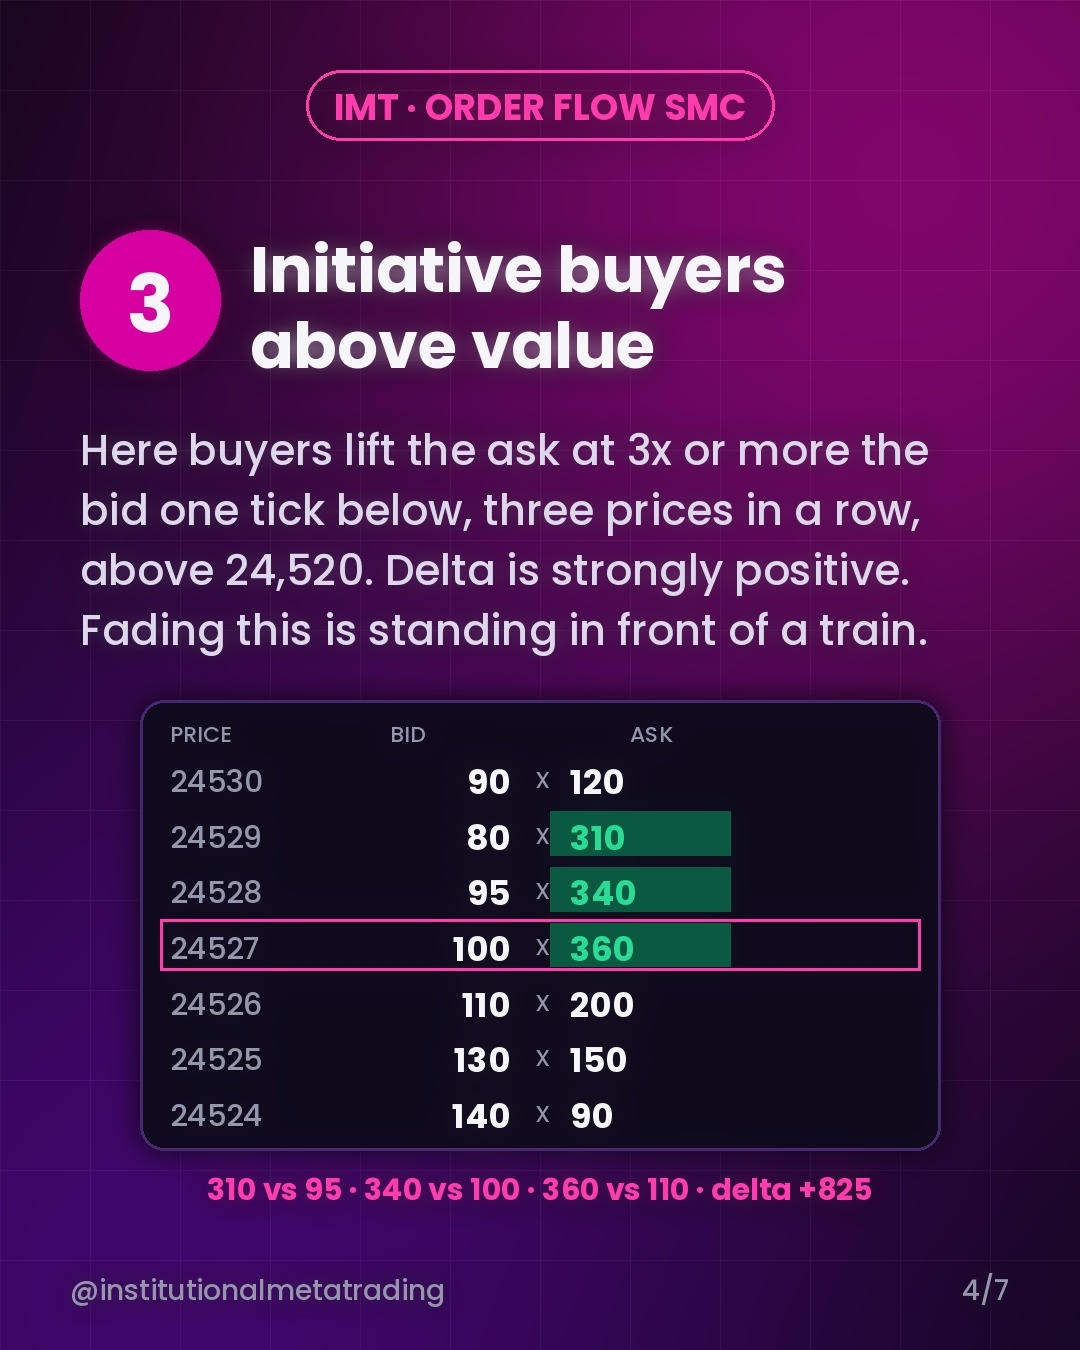 IMT · ORDER FLOW SMC
3
Initiative buyers
above value
Here buyers lift the ask at 3x or more the
bid one tick below, three prices in a row,
above 24,520. Delta is strongly positive.
Fading this is standing in front of a train.
PRICE BID ASK
24530 90 x 120
24529 80 x 310
24528 95 x 340
24527 100 x 360
24526 110 x 200
24525 130 x 150
24524 140 x 90
310 vs 95 · 340 vs 100 · 360 vs 110 · delta +825
@institutionalmetatrading 4/7